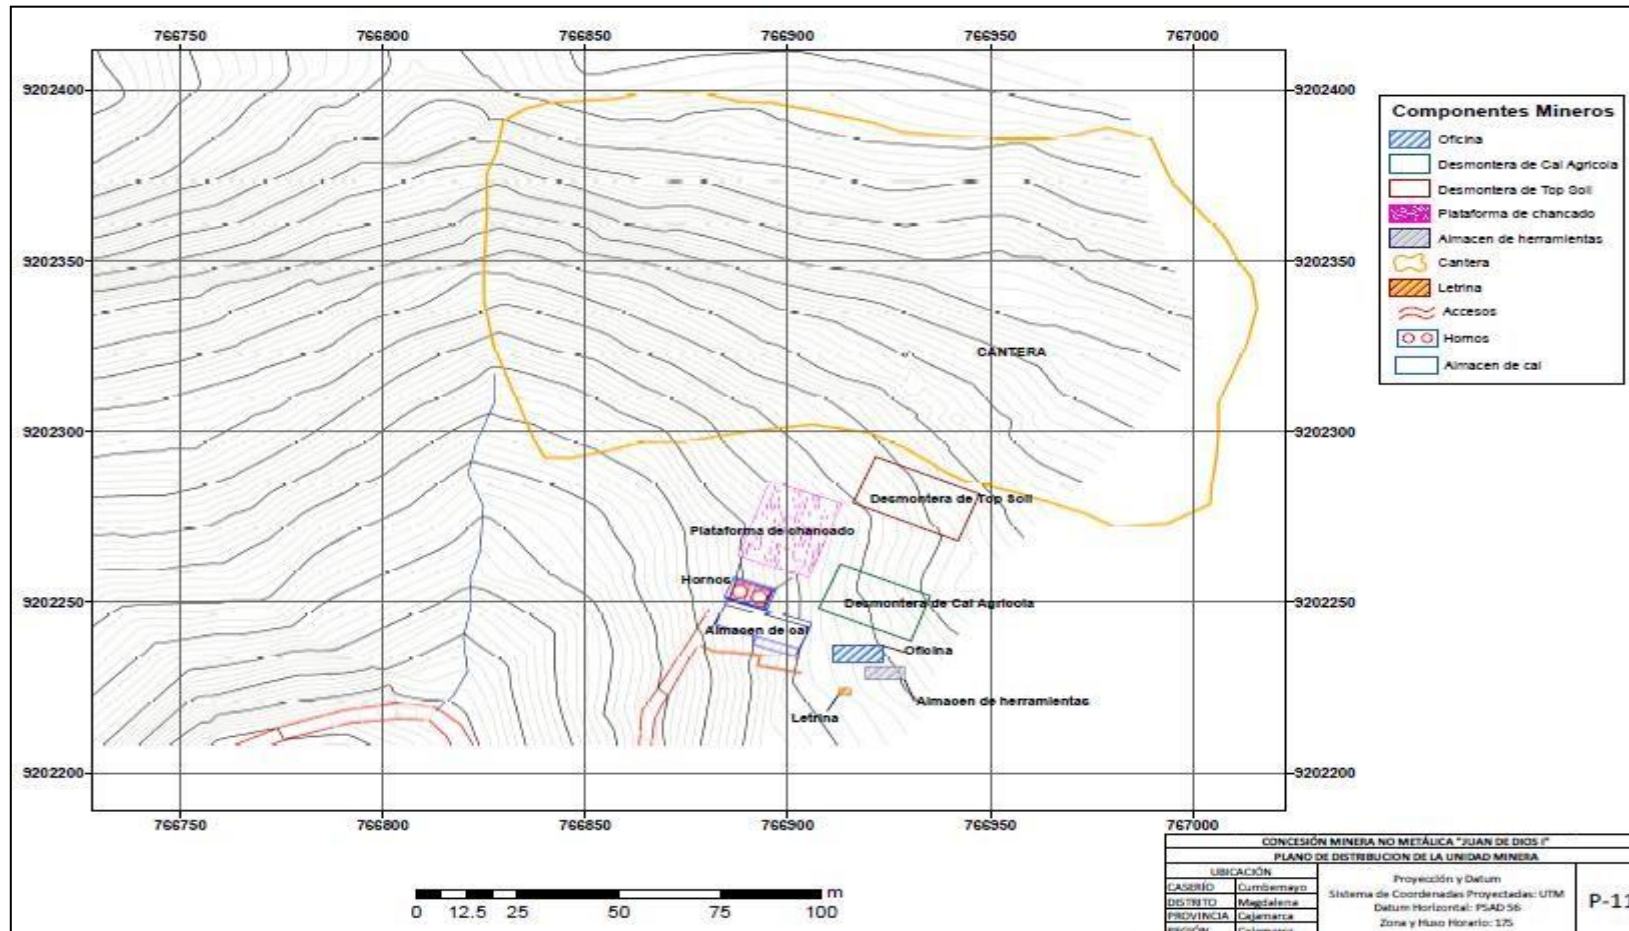 766750 766800 766850 766900 766950 767000
9202400 9202400
9202350 9202350
9202300 9202300
9202250 9202250
9202200 9202200
766750 766800 766850 766900 766950 767000
CANTERA
Desmontera de Top Soil
Plataforma de chancado
Hornos
Desmontera de Cal Agricola
Almacen de cal
Oficina
Almacen de herramientas
Letrina
Componentes Mineros
Oficina
Desmontera de Cal Agricola
Desmontera de Top Soil
Plataforma de chancado
Almacen de herramientas
Cantera
Letrina
Accesos
Hornos
Almacen de cal
m
0 12.5 25 50 75 100
CONCESIÓN MINERA NO METÁLICA "JUAN DE DIOS I"
PLANO DE DISTRIBUCION DE LA UNIDAD MINERA
UBICACIÓN
CASERÍO Cumbemayo
DISTRITO Magdalena
PROVINCIA Cajamarca
REGIÓN Cajamarca
Proyección y Datum
Sistema de Coordenadas Proyectadas: UTM
Datum Horizontal: PSAD 56
Zona y Huso Horario: 17S
P-11